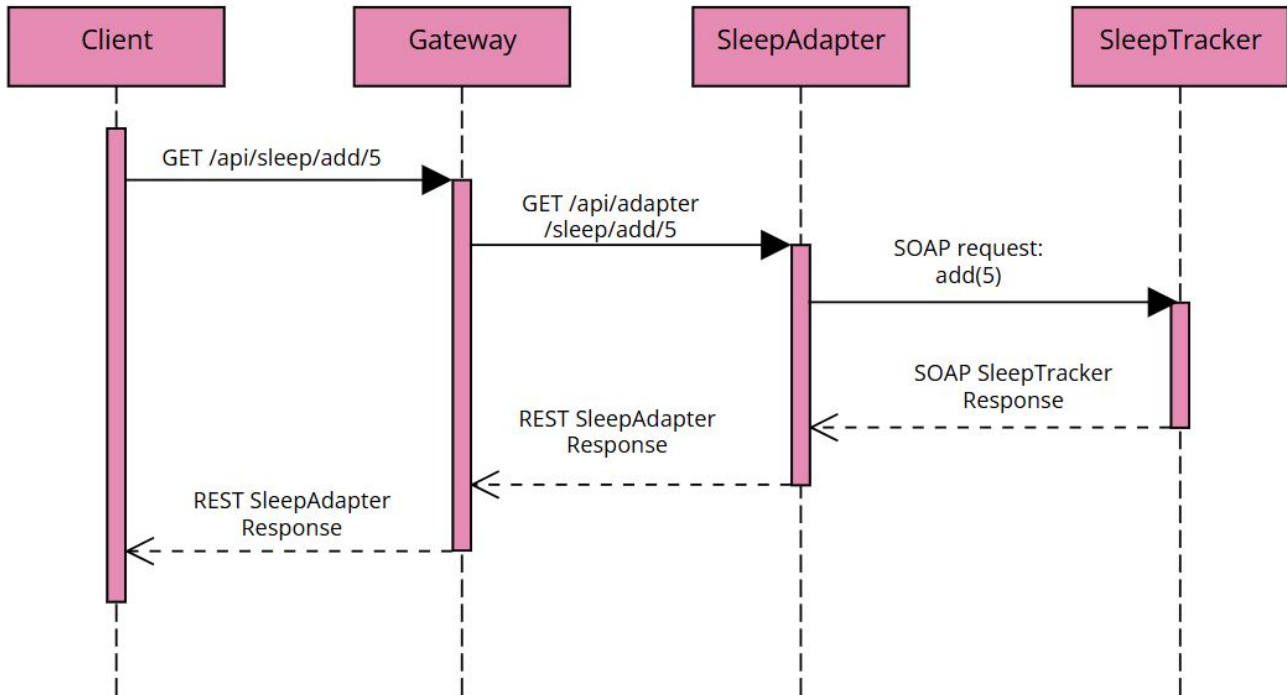 Client
Gateway
SleepAdapter
SleepTracker
GET /api/sleep/add/5
GET /api/adapter
/sleep/add/5
SOAP request:
add(5)
SOAP SleepTracker
Response
REST SleepAdapter
Response
REST SleepAdapter
Response